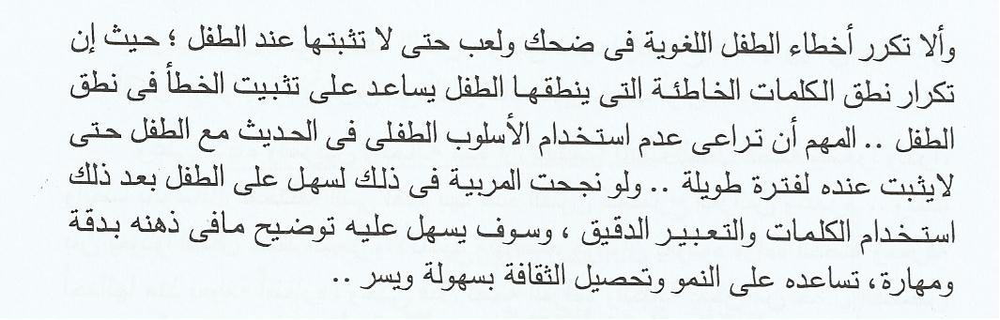 وألا تكرر أخطاء الطفل اللغوية فى ضحك ولعب حتى لا تثبتها عند الطفل ؛ حيث إن
تكرار نطق الكلمات الخاطئة التى ينطقها الطفل يساعد على تثبيت الخطأ فى نطق
الطفل .. المهم أن تراعى عدم استخدام الأسلوب الطفلى فى الحديث مع الطفل حتى
لايثبت عنده لفترة طويلة .. ولو نجحت المربية فى ذلك لسهل على الطفل بعد ذلك
استخدام الكلمات والتعبير الدقيق ، وسوف يسهل عليه توضيح مافى ذهنه بدقة
ومهارة، تساعده على النمو وتحصيل الثقافة بسهولة ويسر ..